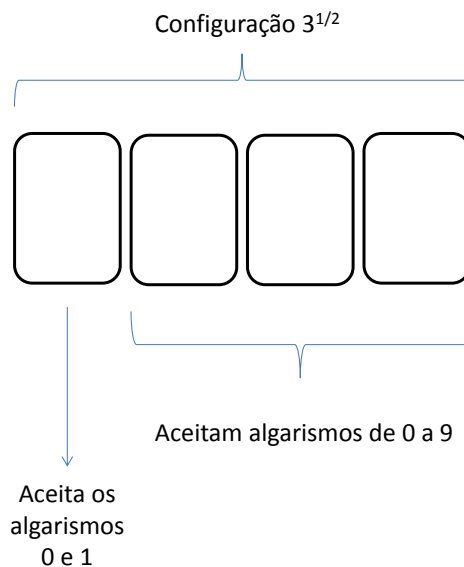 Configuração 3^1/2
Aceitam algarismos de 0 a 9
Aceita os
algarismos
0 e 1